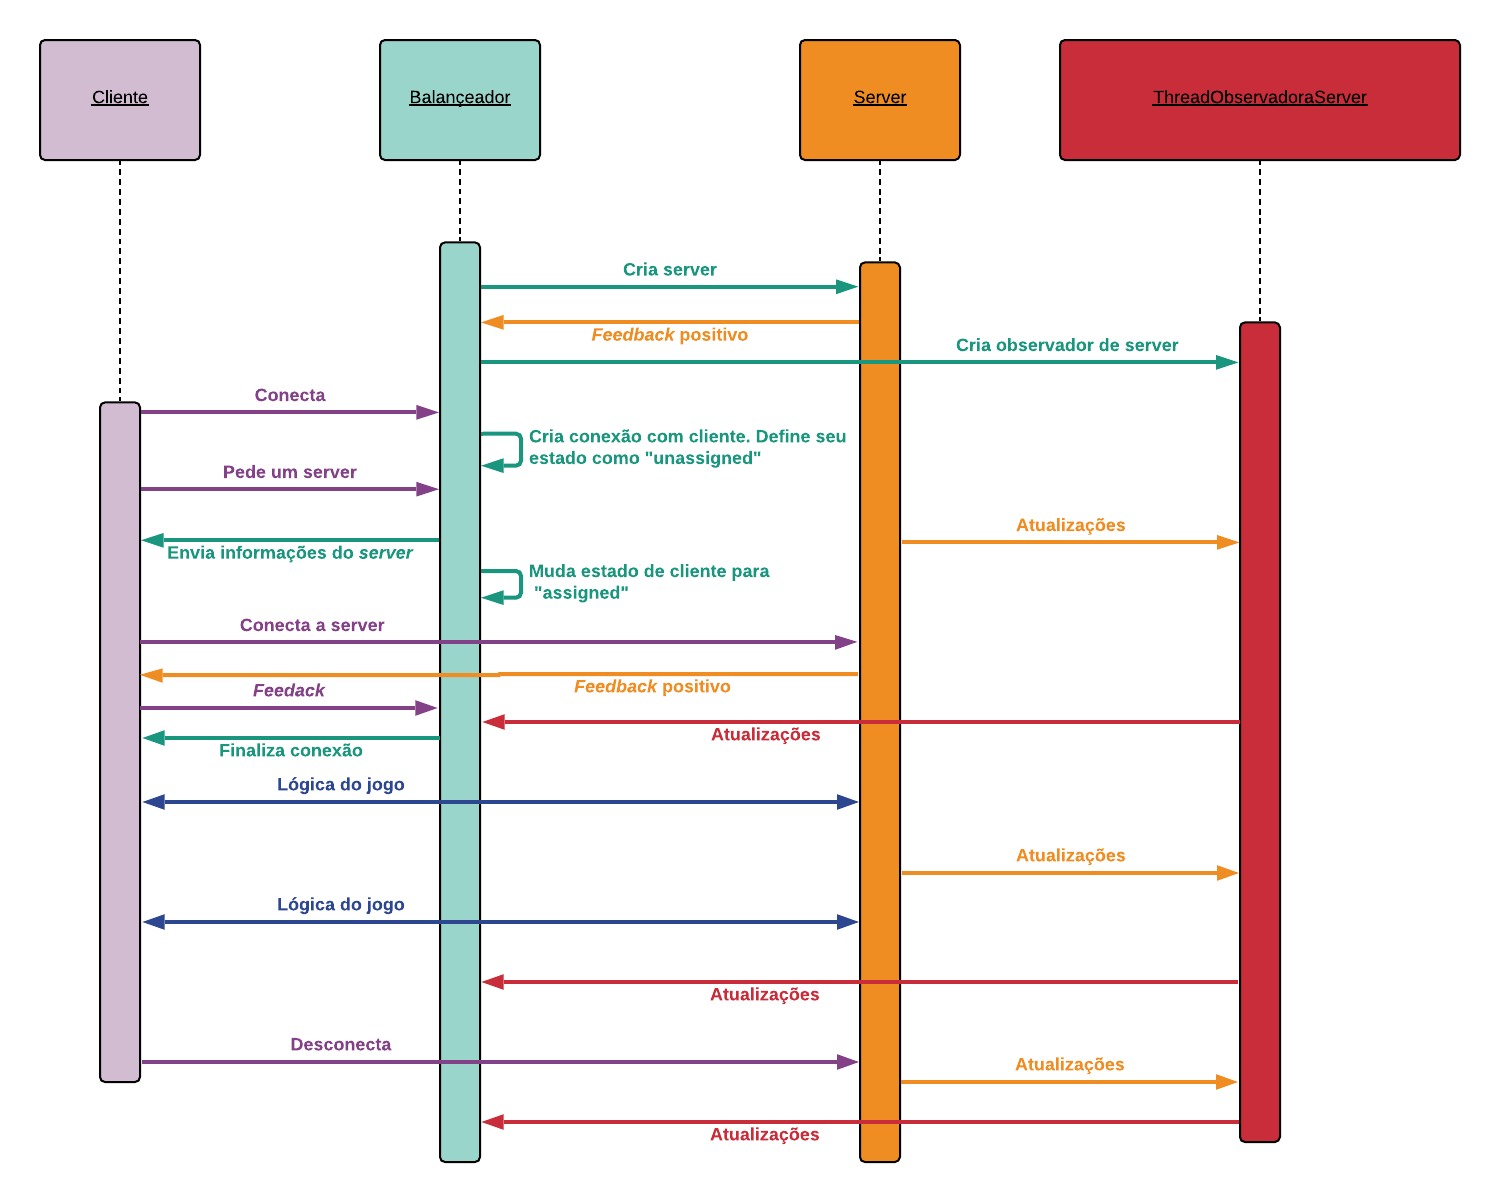 Cliente
Balançeador
Server
ThreadObservadoraServer
Cria server
Feedback positivo
Cria observador de server
Conecta
Cria conexão com cliente. Define seu
estado como "unassigned"
Pede um server
Atualizações
Envia informações do server
Muda estado de cliente para
"assigned"
Conecta a server
Feedback positivo
Feedack
Atualizações
Finaliza conexão
Lógica do jogo
Atualizações
Lógica do jogo
Atualizações
Desconecta
Atualizações
Atualizações